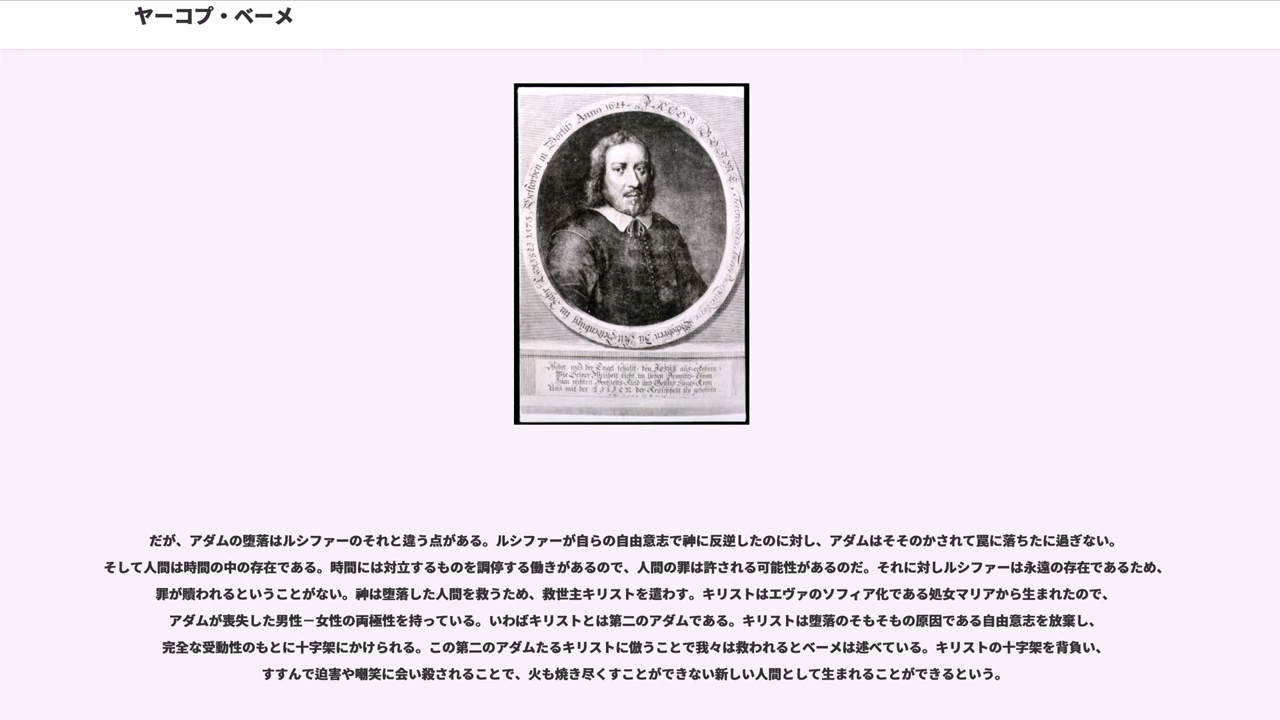 ヤーコプ・ベーメ
Anno 1624
だが、アダムの堕落はルシファーのそれと違う点がある。ルシファーが自らの自由意志で神に反逆したのに対し、アダムはそそのかされて罠に落ちたに過ぎない。
そして人間は時間の中の存在である。時間には対立するものを調停する働きがあるので、人間の罪は許される可能性があるのだ。それに対しルシファーは永遠の存在であるため、
罪が贖われるということがない。神は堕落した人間を救うため、救世主キリストを遣わす。キリストはエヴァのソフィア化である処女マリアから生まれたので、
アダムが喪失した男性－女性の両極性を持っている。いわばキリストとは第二のアダムである。キリストは堕落のそもそもの原因である自由意志を放棄し、
完全な受動性のもとに十字架にかけられる。この第二のアダムたるキリストに倣うことで我々は救われるとベーメは述べている。キリストの十字架を背負い、
すすんで迫害や嘲笑に会い殺されることで、火も焼き尽くすことができない新しい人間として生まれることができるという。